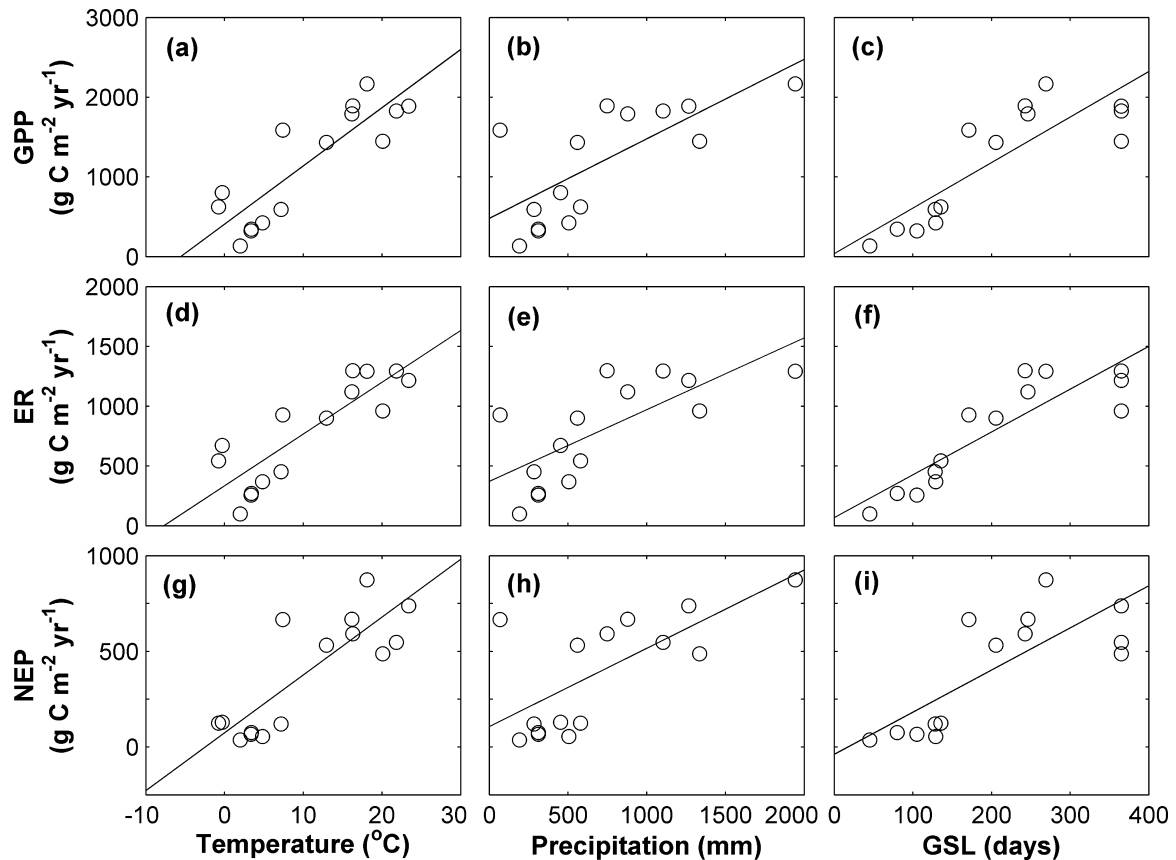 3000
2000
1000
0
GPP
(g C m-2 yr-1)
(a)
(b)
(c)
2000
1500
1000
500
0
ER
(g C m-2 yr-1)
(d)
(e)
(f)
1000
500
0
NEP
(g C m-2 yr-1)
(g)
(h)
(i)
-10 0 10 20 30
0 500 1000 1500 2000
0 100 200 300 400
Temperature (oC)
Precipitation (mm)
GSL (days)